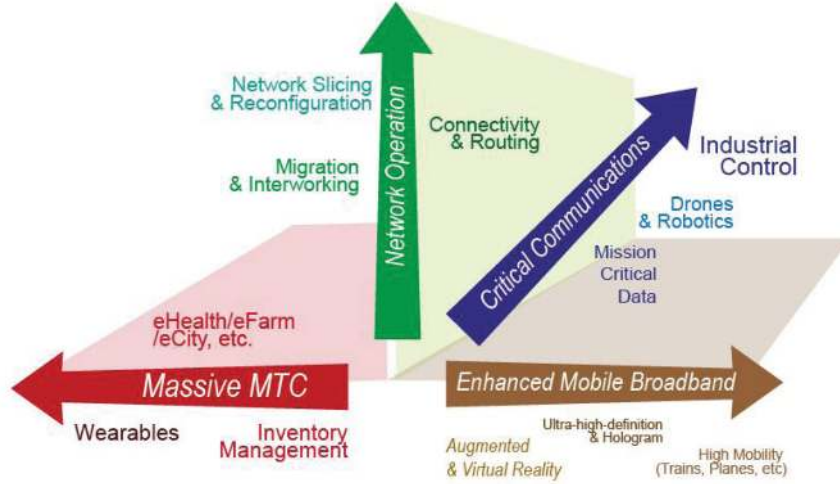 Network Slicing
& Reconfiguration
Migration
& Interworking
Network Operation
Connectivity
& Routing
Critical Communications
Industrial
Control
Drones
& Robotics
Mission
Critical
Data
eHealth/eFarm
/eCity, etc.
Massive MTC
Wearables
Inventory
Management
Enhanced Mobile Broadband
Ultra-high-definition
& Hologram
Augmented
& Virtual Reality
High Mobility
(Trains, Planes, etc)